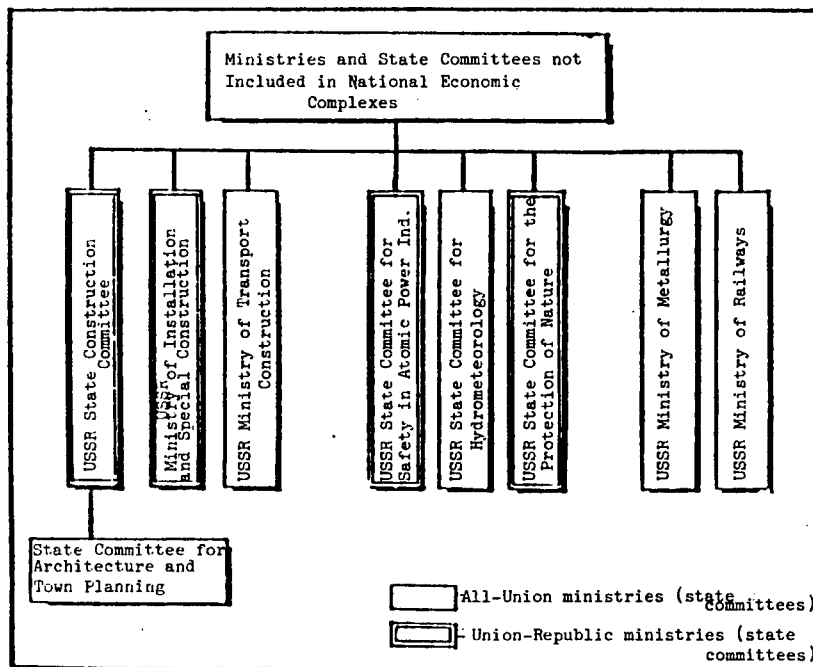 Ministries and State Committees not
Included in National Economic
Complexes
USSR State Construction
Committee
USSR
Ministry of Installation
and Special Construction
USSR Ministry of Transport
Construction
USSR State Committee for
Safety in Atomic Power Ind.
USSR State Committee for
Hydrometeorology
USSR State Committee for the
Protection of Nature
USSR Ministry of Metallurgy
USSR Ministry of Railways
State Committee for
Architecture and
Town Planning
All-Union ministries (state
committees)
Union-Republic ministries (state
committees)